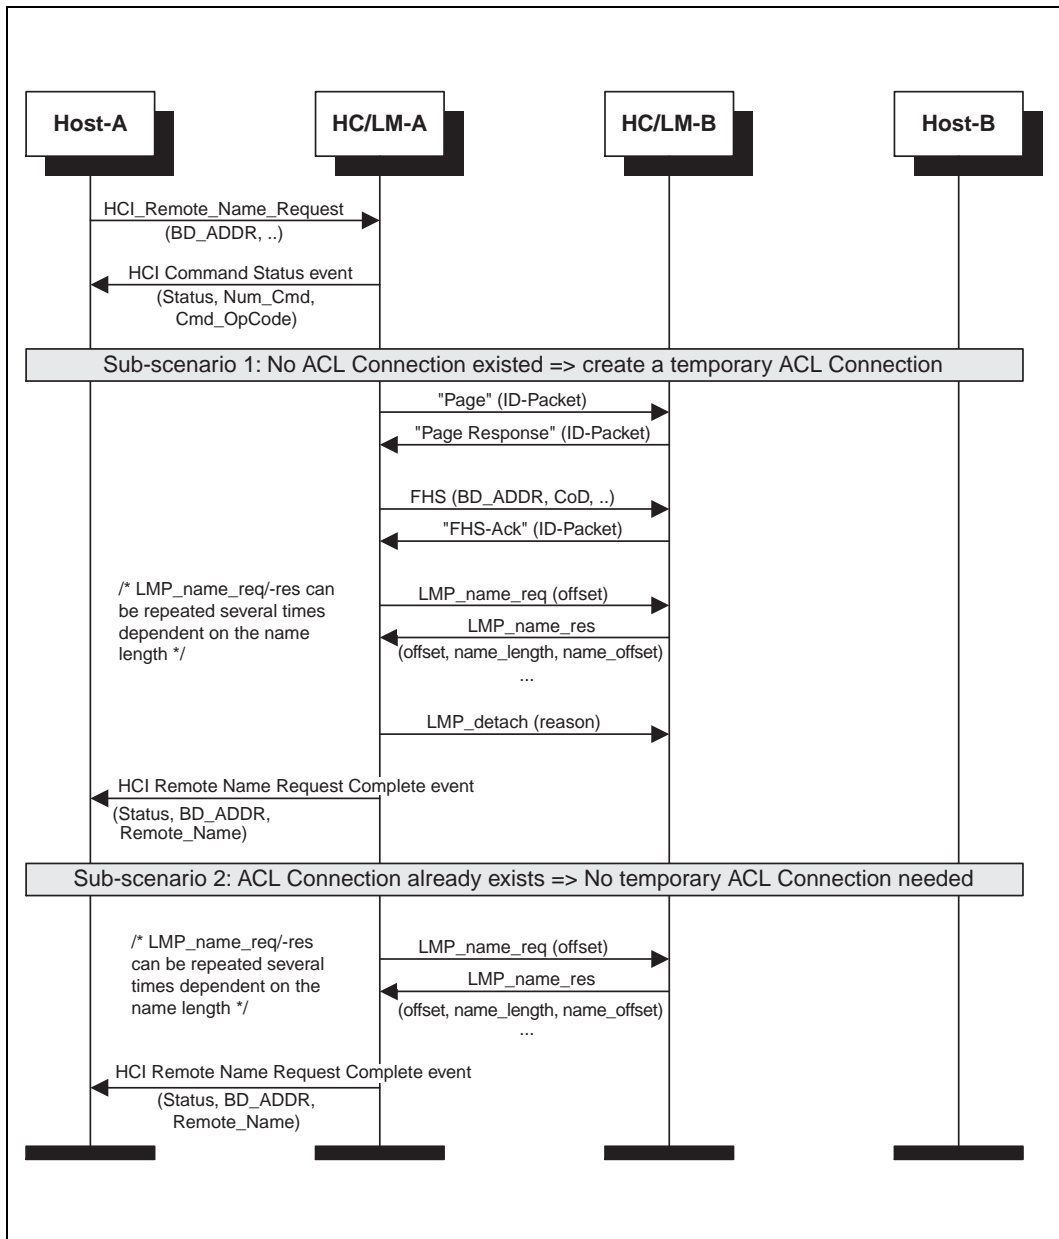 Host-A
HC/LM-A
HC/LM-B
Host-B
HCI_Remote_Name_Request
(BD_ADDR, ..)
HCI Command Status event
(Status, Num_Cmd,
Cmd_OpCode)
Sub-scenario 1: No ACL Connection existed => create a temporary ACL Connection
"Page" (ID-Packet)
"Page Response" (ID-Packet)
FHS (BD_ADDR, CoD, ..)
"FHS-Ack" (ID-Packet)
/* LMP_name_req/-res can
be repeated several times
dependent on the name
length */
LMP_name_req (offset)
LMP_name_res
(offset, name_length, name_offset)
...
LMP_detach (reason)
HCI Remote Name Request Complete event
(Status, BD_ADDR,
Remote_Name)
Sub-scenario 2: ACL Connection already exists => No temporary ACL Connection needed
/* LMP_name_req/-res
can be repeated several
times dependent on the
name length */
LMP_name_req (offset)
LMP_name_res
(offset, name_length, name_offset)
...
HCI Remote Name Request Complete event
(Status, BD_ADDR,
Remote_Name)